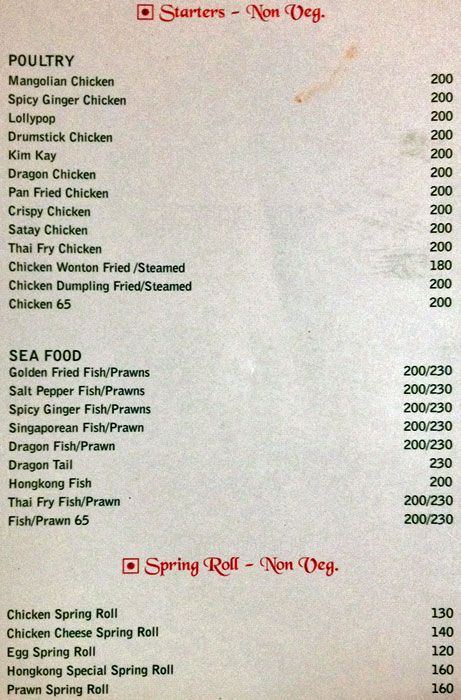 Starters - Non Veg.
POULTRY
Mangolian Chicken 200
Spicy Ginger Chicken 200
Lollypop 200
Drumstick Chicken 200
Kim Kay 200
Dragon Chicken 200
Pan Fried Chicken 200
Crispy Chicken 200
Satay Chicken 200
Thai Fry Chicken 200
Chicken Wonton Fried /Steamed 180
Chicken Dumpling Fried/Steamed 200
Chicken 65 200
SEA FOOD
Golden Fried Fish/Prawns 200/230
Salt Pepper Fish/Prawns 200/230
Spicy Ginger Fish/Prawns 200/230
Singaporean Fish/Prawn 200/230
Dragon Fish/Prawn 200/230
Dragon Tail 230
Hongkong Fish 200
Thai Fry Fish/Prawn 200/230
Fish/Prawn 65 200/230
Spring Roll - Non Veg.
Chicken Spring Roll 130
Chicken Cheese Spring Roll 140
Egg Spring Roll 120
Hongkong Special Spring Roll 160
Prawn Spring Roll 160